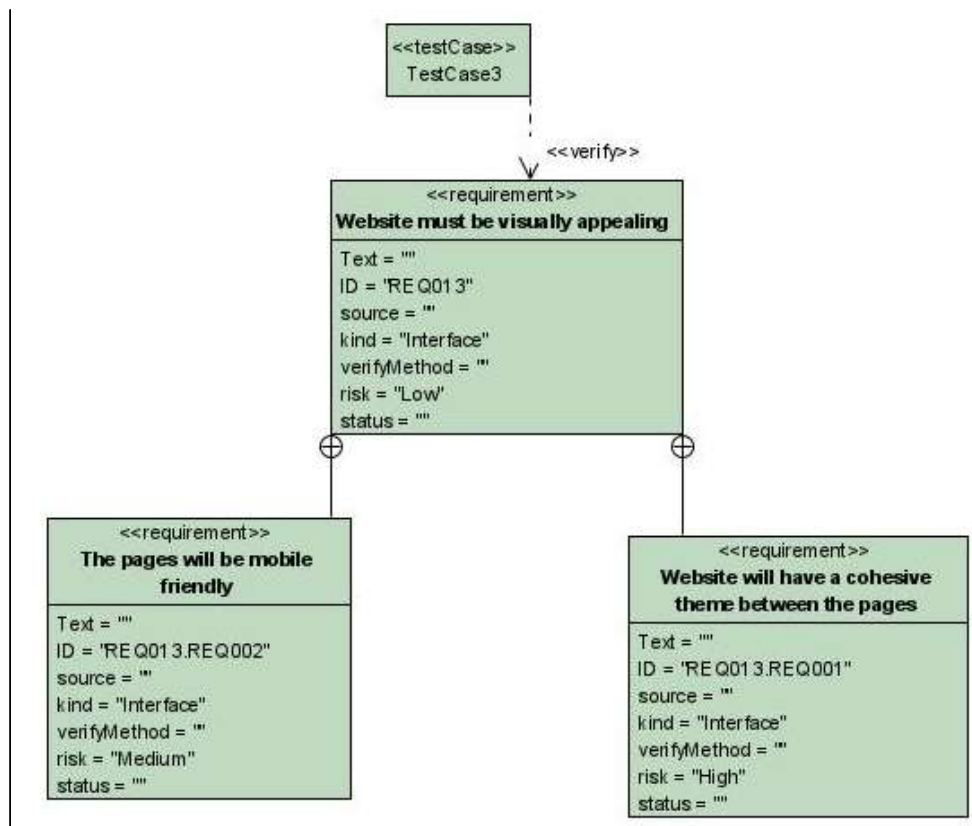 <<testCase>>
TestCase3
<<verify>>
<<requirement>>
Website must be visually appealing
Text = ""
ID = "REQ013"
source = ""
kind = "Interface"
verifyMethod = ""
risk = "Low"
status = ""
<<requirement>>
The pages will be mobile
friendly
Text = ""
ID = "REQ013.REQ002"
source = ""
kind = "Interface"
verifyMethod = ""
risk = "Medium"
status = ""
<<requirement>>
Website will have a cohesive
theme between the pages
Text = ""
ID = "REQ013.REQ001"
source = ""
kind = "Interface"
verifyMethod = ""
risk = "High"
status = ""